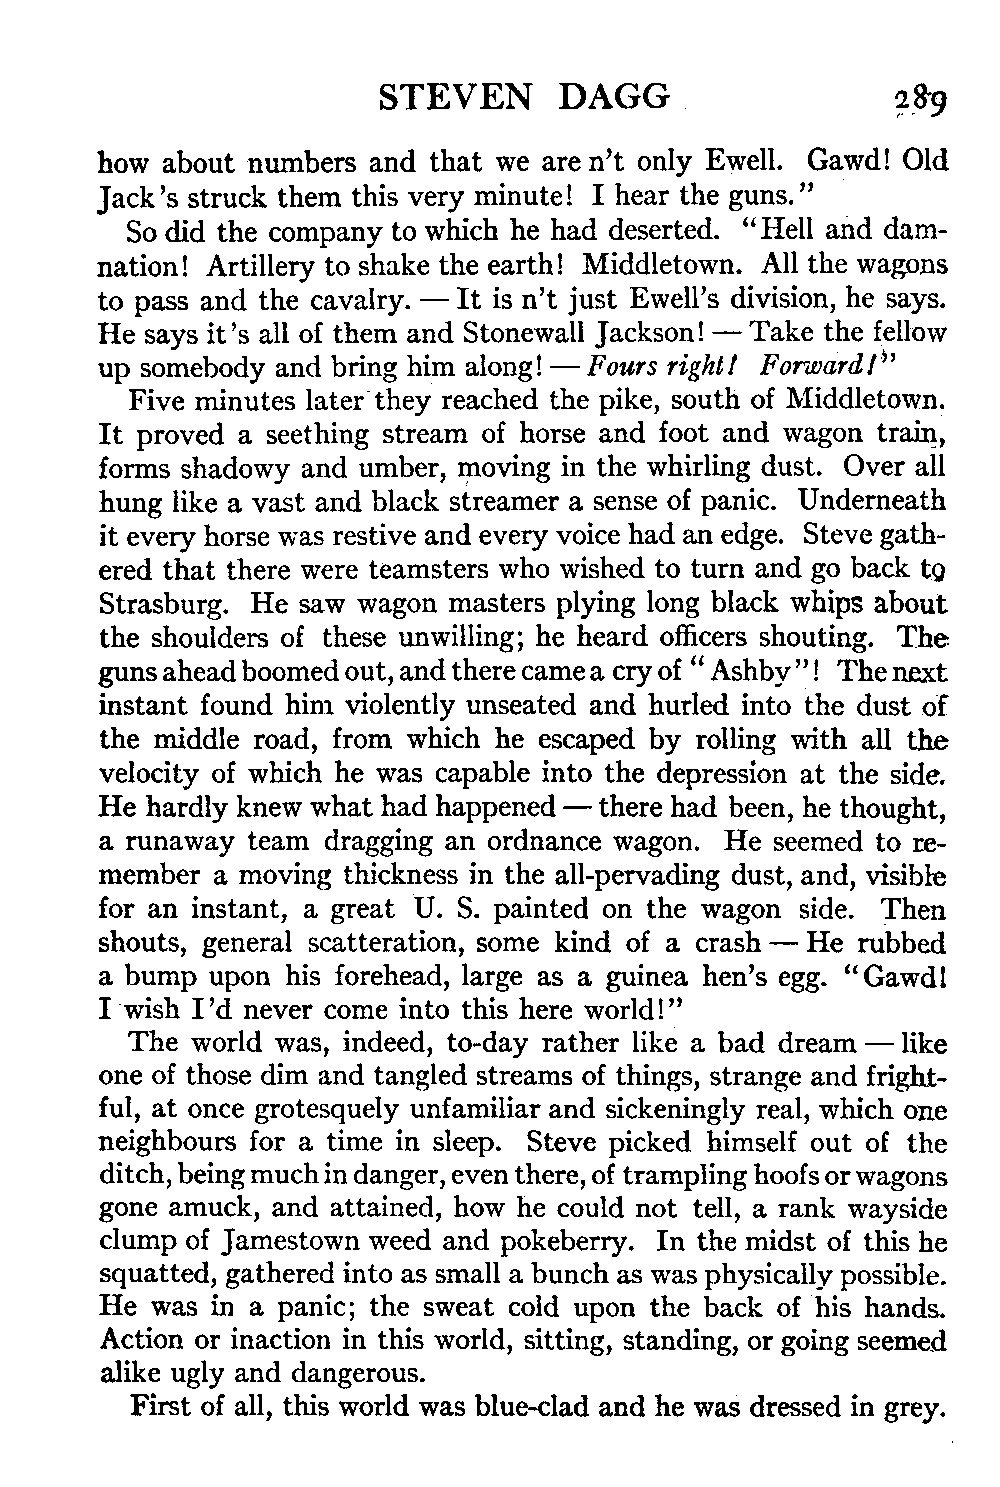 STEVEN DAGG 289
how about numbers and that we are n't only Ewell. Gawd! Old
Jack 's struck them this very minute! I hear the guns."
So did the company to which he had deserted. "Hell and dam-
nation! Artillery to shake the earth! Middletown. All the wagons
to pass and the cavalry. — It is n't just Ewell's division, he says.
He says it 's all of them and Stonewall Jackson! — Take the fellow
up somebody and bring him along! — Fours right! Forward!"
Five minutes later they reached the pike, south of Middletown.
It proved a seething stream of horse and foot and wagon train,
forms shadowy and umber, moving in the whirling dust. Over all
hung like a vast and black streamer a sense of panic. Underneath
it every horse was restive and every voice had an edge. Steve gath-
ered that there were teamsters who wished to turn and go back to
Strasburg. He saw wagon masters plying long black whips about
the shoulders of these unwilling; he heard officers shouting. The
guns ahead boomed out, and there came a cry of "Ashby"! The next
instant found him violently unseated and hurled into the dust of
the middle road, from which he escaped by rolling with all the
velocity of which he was capable into the depression at the side.
He hardly knew what had happened — there had been, he thought,
a runaway team dragging an ordnance wagon. He seemed to re-
member a moving thickness in the all-pervading dust, and, visible
for an instant, a great U. S. painted on the wagon side. Then
shouts, general scatteration, some kind of a crash — He rubbed
a bump upon his forehead, large as a guinea hen's egg. "Gawd!
I wish I 'd never come into this here world!"
The world was, indeed, to-day rather like a bad dream — like
one of those dim and tangled streams of things, strange and fright-
ful, at once grotesquely unfamiliar and sickeningly real, which one
neighbours for a time in sleep. Steve picked himself out of the
ditch, being much in danger, even there, of trampling hoofs or wagons
gone amuck, and attained, how he could not tell, a rank wayside
clump of Jamestown weed and pokeberry. In the midst of this he
squatted, gathered into as small a bunch as was physically possible.
He was in a panic; the sweat cold upon the back of his hands.
Action or inaction in this world, sitting, standing, or going seemed
alike ugly and dangerous.
First of all, this world was blue-clad and he was dressed in grey.